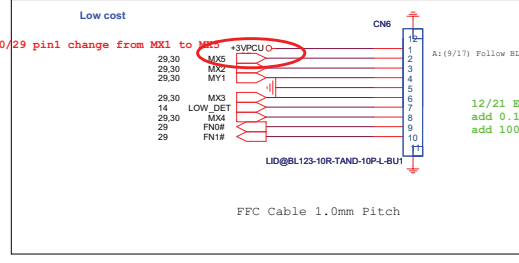 Low cost
CN6
0/29 pin1 change from MX1 to MX5
+3VPCU
12
1
A:(9/17) Follow BL
29,30 MX5 2
29,30 MX2 3
29,30 MY1 4
5
29,30 MX3 6
14 LOW_DET 7
29,30 MX4 8
29 FN0# 9
29 FN1# 10
11
12/21 E
add 0.1
add 100
LID@BL123-10R-TAND-10P-L-BU1
FFC Cable 1.0mm Pitch